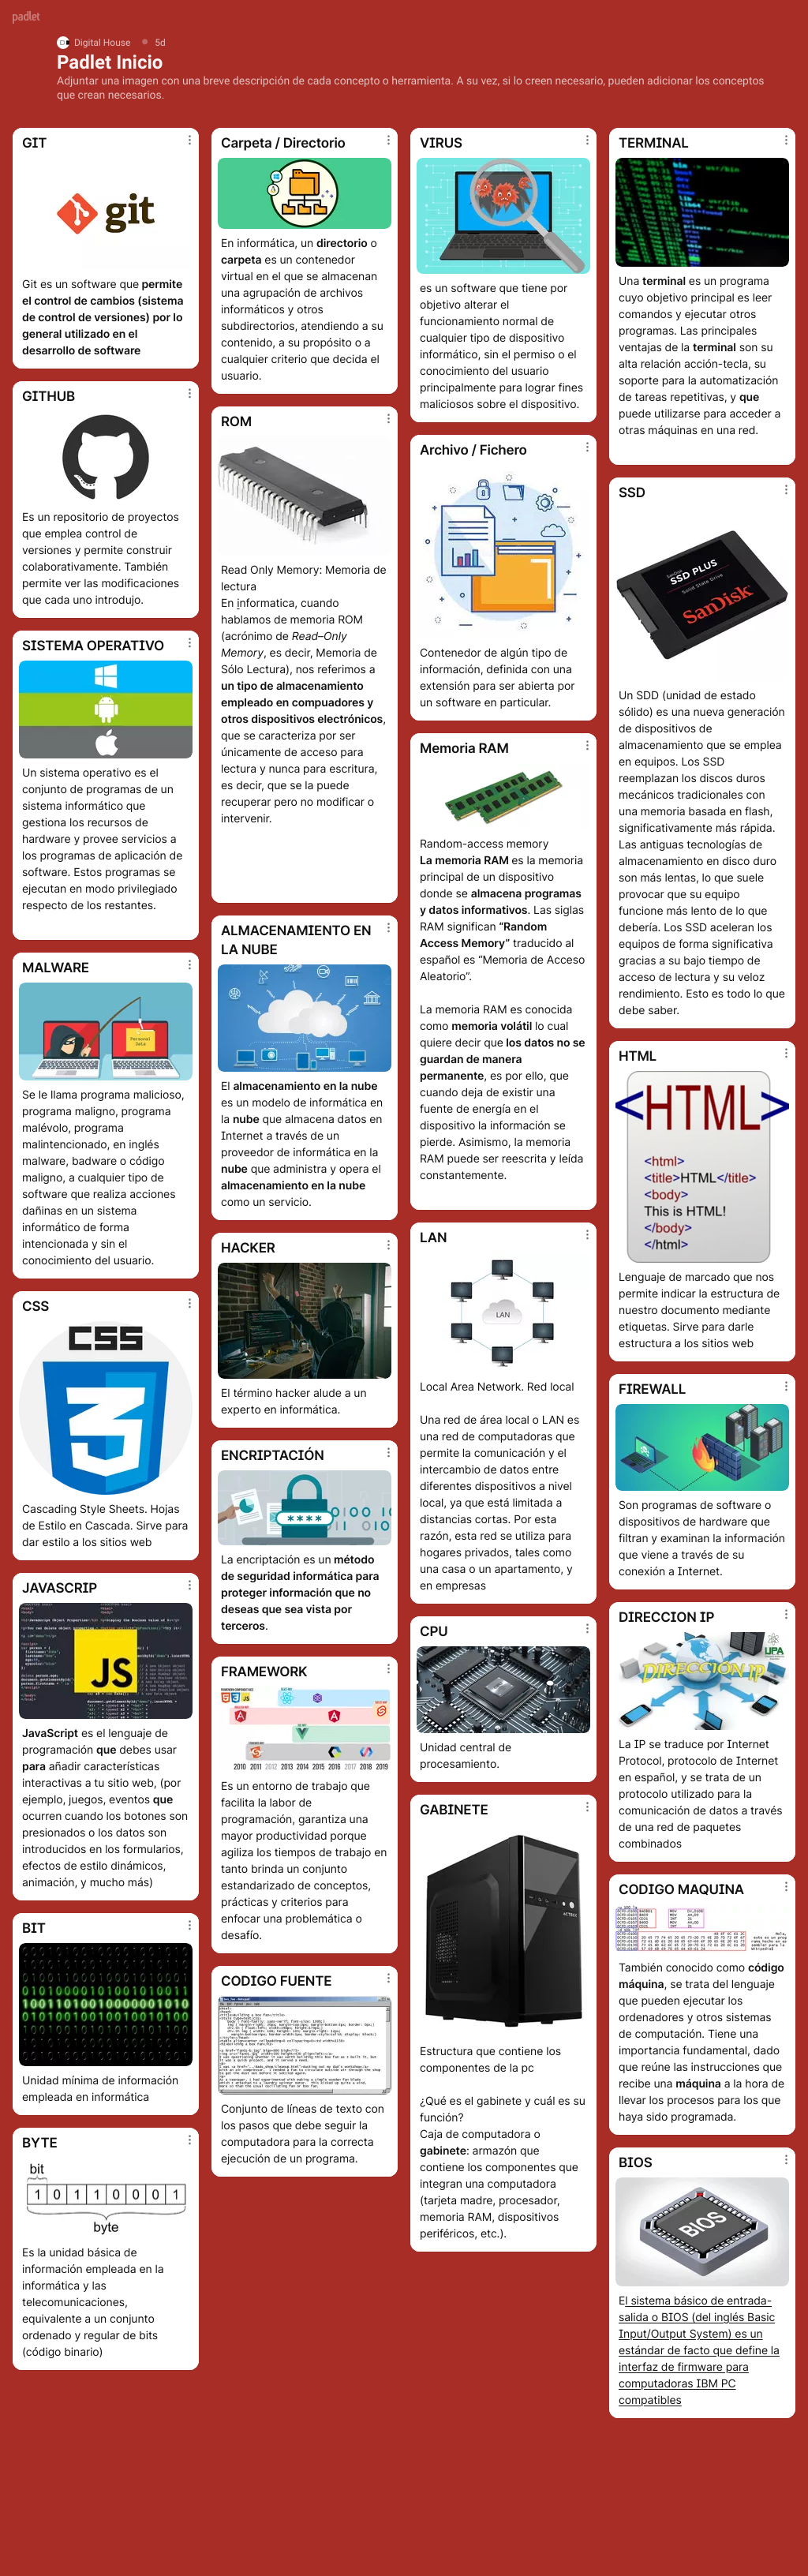 padlet
Digital House
5d
Padlet Inicio
Adjuntar una imagen con una breve descripción de cada concepto o herramienta. A su vez, si lo creen necesario, pueden adicionar los conceptos
que crean necesarios.
GIT
git
Git es un software que permite
el control de cambios (sistema
de control de versiones) por lo
general utilizado en el
desarrollo de software
GITHUB
Es un repositorio de proyectos
que emplea control de
versiones y permite construir
colaborativamente. También
permite ver las modificaciones
que cada uno introdujo.
SISTEMA OPERATIVO
Un sistema operativo es el
conjunto de programas de un
sistema informático que
gestiona los recursos de
hardware y provee servicios a
los programas de aplicación de
software. Estos programas se
ejecutan en modo privilegiado
respecto de los restantes.
MALWARE
Personal
Data
Se le llama programa malicioso,
programa maligno, programa
malévolo, programa
malintencionado, en inglés
malware, badware o código
maligno, a cualquier tipo de
software que realiza acciones
dañinas en un sistema
informático de forma
intencionada y sin el
conocimiento del usuario.
CSS
CSS
3
Cascading Style Sheets. Hojas
de Estilo en Cascada. Sirve para
dar estilo a los sitios web
JAVASCRIP
JS
JavaScript es el lenguaje de
programación que debes usar
para añadir características
interactivas a tu sitio web, (por
ejemplo, juegos, eventos que
ocurren cuando los botones son
presionados o los datos son
introducidos en los formularios,
efectos de estilo dinámicos,
animación, y mucho más)
BIT
Unidad mínima de información
empleada en informática
BYTE
bit
1 0 1 1 0 0 0 1
byte
Es la unidad básica de
información empleada en la
informática y las
telecomunicaciones,
equivalente a un conjunto
ordenado y regular de bits
(código binario)
Carpeta / Directorio
En informática, un directorio o
carpeta es un contenedor
virtual en el que se almacenan
una agrupación de archivos
informáticos y otros
subdirectorios, atendiendo a su
contenido, a su propósito o a
cualquier criterio que decida el
usuario.
ROM
Read Only Memory: Memoria de
lectura
En informatica, cuando
hablamos de memoria ROM
(acrónimo de Read–Only
Memory, es decir, Memoria de
Sólo Lectura), nos referimos a
un tipo de almacenamiento
empleado en compuadores y
otros dispositivos electrónicos,
que se caracteriza por ser
únicamente de acceso para
lectura y nunca para escritura,
es decir, que se la puede
recuperar pero no modificar o
intervenir.
ALMACENAMIENTO EN
LA NUBE
El almacenamiento en la nube
es un modelo de informática en
la nube que almacena datos en
Internet a través de un
proveedor de informática en la
nube que administra y opera el
almacenamiento en la nube
como un servicio.
HACKER
El término hacker alude a un
experto en informática.
ENCRIPTACIÓN
****
La encriptación es un método
de seguridad informática para
proteger información que no
deseas que sea vista por
terceros.
FRAMEWORK
2010 2011 2012 2013 2014 2015 2016 2017 2018 2019
Es un entorno de trabajo que
facilita la labor de
programación, garantiza una
mayor productividad porque
agiliza los tiempos de trabajo en
tanto brinda un conjunto
estandarizado de conceptos,
prácticas y criterios para
enfocar una problemática o
desafío.
CODIGO FUENTE
Conjunto de líneas de texto con
los pasos que debe seguir la
computadora para la correcta
ejecución de un programa.
VIRUS
es un software que tiene por
objetivo alterar el
funcionamiento normal de
cualquier tipo de dispositivo
informático, sin el permiso o el
conocimiento del usuario
principalmente para lograr fines
maliciosos sobre el dispositivo.
Archivo / Fichero
Contenedor de algún tipo de
información, definida con una
extensión para ser abierta por
un software en particular.
Memoria RAM
Random-access memory
La memoria RAM es la memoria
principal de un dispositivo
donde se almacena programas
y datos informativos. Las siglas
RAM significan “Random
Access Memory” traducido al
español es “Memoria de Acceso
Aleatorio”.
La memoria RAM es conocida
como memoria volátil lo cual
quiere decir que los datos no se
guardan de manera
permanente, es por ello, que
cuando deja de existir una
fuente de energía en el
dispositivo la información se
pierde. Asimismo, la memoria
RAM puede ser reescrita y leída
constantemente.
LAN
LAN
Local Area Network. Red local
Una red de área local o LAN es
una red de computadoras que
permite la comunicación y el
intercambio de datos entre
diferentes dispositivos a nivel
local, ya que está limitada a
distancias cortas. Por esta
razón, esta red se utiliza para
hogares privados, tales como
una casa o un apartamento, y
en empresas
CPU
Unidad central de
procesamiento.
GABINETE
Estructura que contiene los
componentes de la pc
¿Qué es el gabinete y cuál es su
función?
Caja de computadora o
gabinete: armazón que
contiene los componentes que
integran una computadora
(tarjeta madre, procesador,
memoria RAM, dispositivos
periféricos, etc.).
TERMINAL
Una terminal es un programa
cuyo objetivo principal es leer
comandos y ejecutar otros
programas. Las principales
ventajas de la terminal son su
alta relación acción-tecla, su
soporte para la automatización
de tareas repetitivas, y que
puede utilizarse para acceder a
otras máquinas en una red.
SSD
SSD PLUS
Solid State Drive
SanDisk
Un SDD (unidad de estado
sólido) es una nueva generación
de dispositivos de
almacenamiento que se emplea
en equipos. Los SSD
reemplazan los discos duros
mecánicos tradicionales con
una memoria basada en flash,
significativamente más rápida.
Las antiguas tecnologías de
almacenamiento en disco duro
son más lentas, lo que suele
provocar que su equipo
funcione más lento de lo que
debería. Los SSD aceleran los
equipos de forma significativa
gracias a su bajo tiempo de
acceso de lectura y su veloz
rendimiento. Esto es todo lo que
debe saber.
HTML
<HTML>
<html>
<title>HTML</title>
<body>
This is HTML!
</body>
</html>
Lenguaje de marcado que nos
permite indicar la estructura de
nuestro documento mediante
etiquetas. Sirve para darle
estructura a los sitios web
FIREWALL
Son programas de software o
dispositivos de hardware que
filtran y examinan la información
que viene a través de su
conexión a Internet.
DIRECCION IP
UPA
DIRECCIÓN IP
La IP se traduce por Internet
Protocol, protocolo de Internet
en español, y se trata de un
protocolo utilizado para la
comunicación de datos a través
de una red de paquetes
combinados
CODIGO MAQUINA
También conocido como código
máquina, se trata del lenguaje
que pueden ejecutar los
ordenadores y otros sistemas
de computación. Tiene una
importancia fundamental, dado
que reúne las instrucciones que
recibe una máquina a la hora de
llevar los procesos para los que
haya sido programada.
BIOS
BIOS
El sistema básico de entrada-
salida o BIOS (del inglés Basic
Input/Output System) es un
estándar de facto que define la
interfaz de firmware para
computadoras IBM PC
compatibles